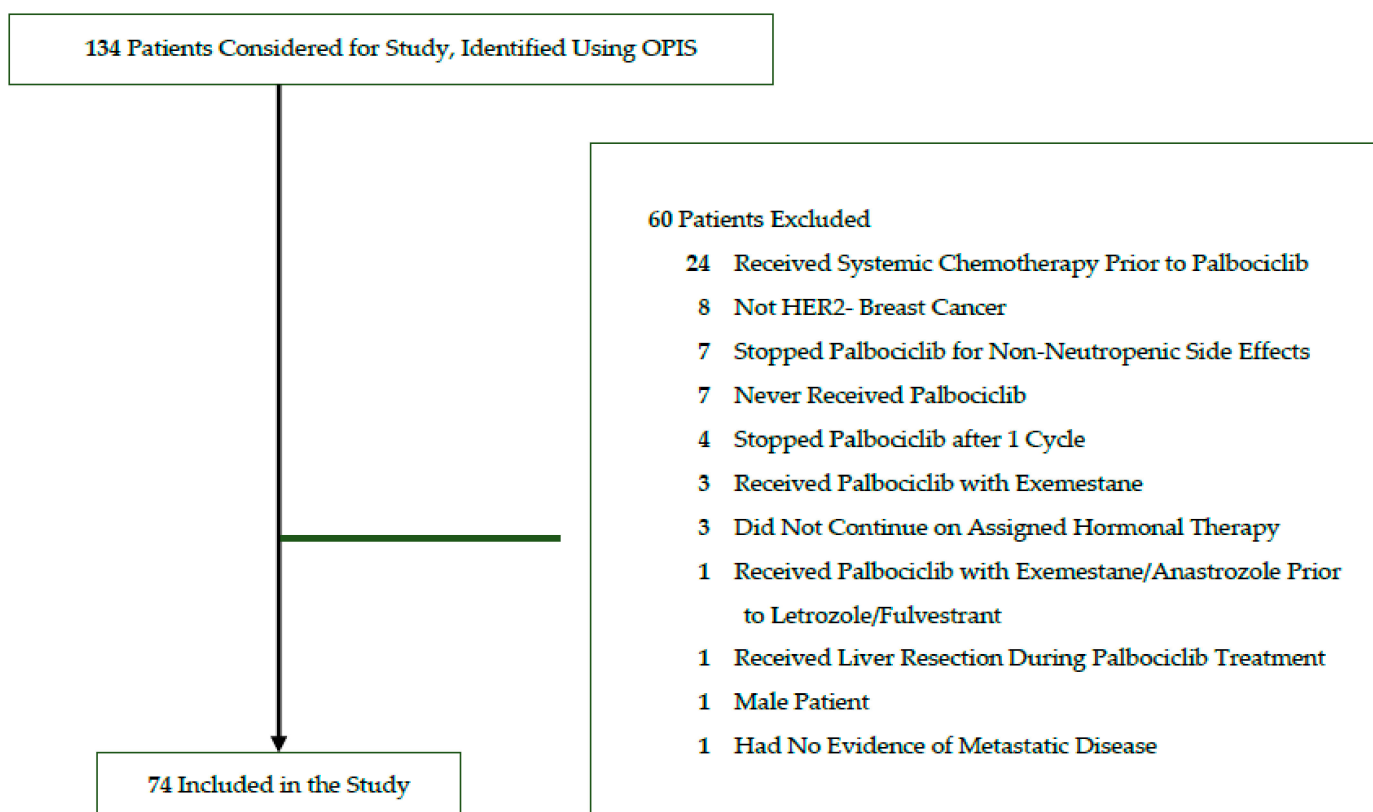 134 Patients Considered for Study, Identified Using OPIS
60 Patients Excluded
24 Received Systemic Chemotherapy Prior to Palbociclib
8 Not HER2- Breast Cancer
7 Stopped Palbociclib for Non-Neutropenic Side Effects
7 Never Received Palbociclib
4 Stopped Palbociclib after 1 Cycle
3 Received Palbociclib with Exemestane
3 Did Not Continue on Assigned Hormonal Therapy
1 Received Palbociclib with Exemestane/Anastrozole Prior
to Letrozole/Fulvestrant
1 Received Liver Resection During Palbociclib Treatment
1 Male Patient
1 Had No Evidence of Metastatic Disease
74 Included in the Study